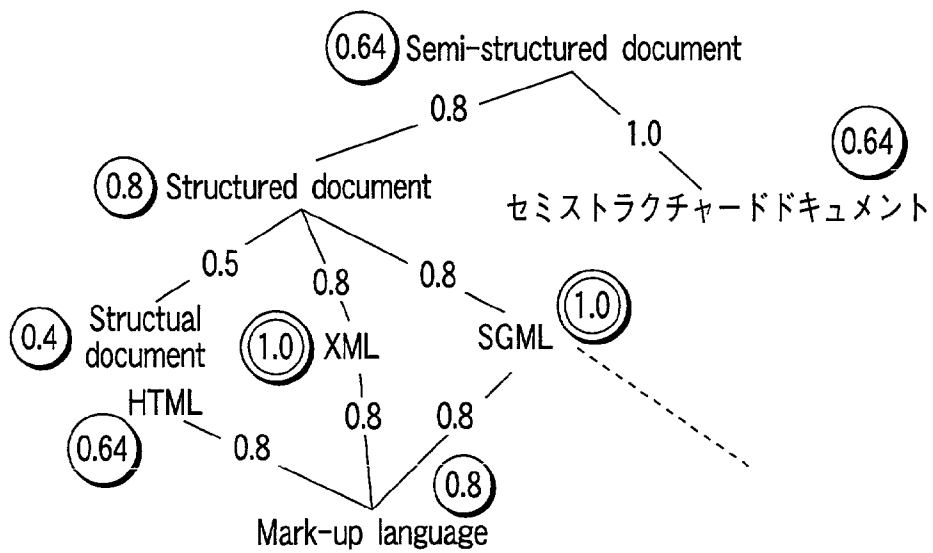 0.64 Semi-structured document
0.8
1.0
0.64
0.8 Structured document
セミストラクチャードドキュメント
0.5
0.8
0.8
1.0
0.4
Structual
document
1.0
XML
SGML
HTML
0.64
0.8
0.8
0.8
0.8
Mark-up language